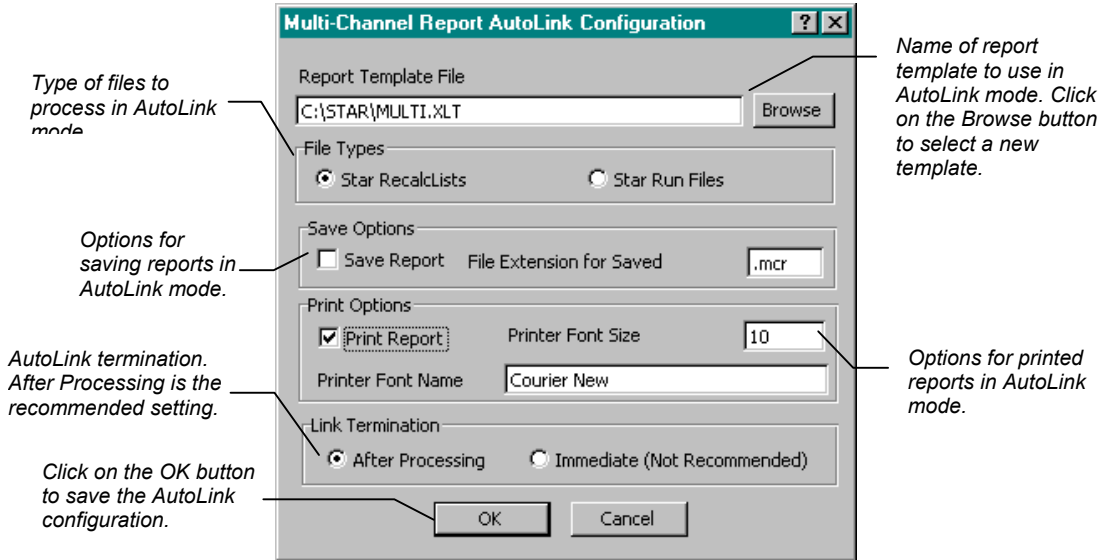 Multi-Channel Report AutoLink Configuration
Type of files to
process in AutoLink
mode
Report Template File
C:\STAR\MULTI.XLT
Browse
Name of report
template to use in
AutoLink mode. Click
on the Browse button
to select a new
template.
File Types
Star RecalcLists
Star Run Files
Options for
saving reports in
AutoLink mode.
Save Options
Save Report
File Extension for Saved
.mcr
Print Options
Print Report
Printer Font Size
10
Printer Font Name
Courier New
Options for printed
reports in AutoLink
mode.
AutoLink termination.
After Processing is the
recommended setting.
Link Termination
After Processing
Immediate (Not Recommended)
Click on the OK button
to save the AutoLink
configuration.
OK
Cancel